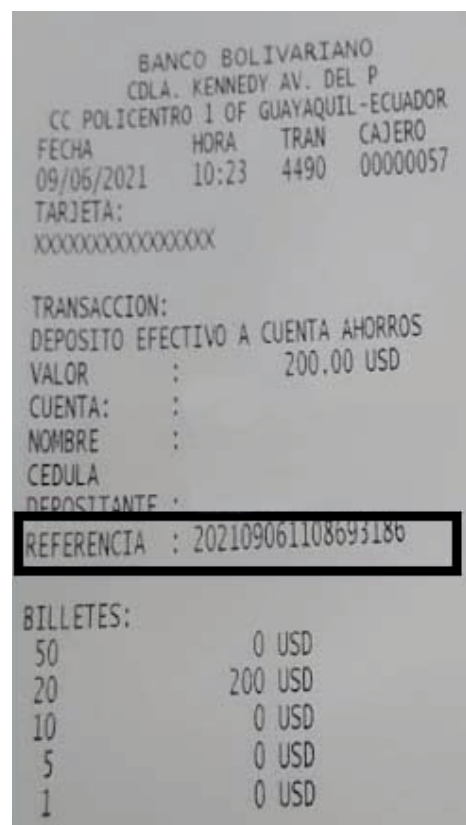 BANCO BOLIVARIANO
CDLA. KENNEDY AV. DEL P
CC POLICENTRO 1 OF GUAYAQUIL-ECUADOR
FECHA HORA TRAN CAJERO
09/06/2021 10:23 4490 00000057
TARJETA:
XXXXXXXXXXXXXXXX
TRANSACCION:
DEPOSITO EFECTIVO A CUENTA AHORROS
VALOR : 200.00 USD
CUENTA: :
NOMBRE :
CEDULA
DEPOSITANTE :
REFERENCIA : 202109061108693186
BILLETES:
50 0 USD
20 200 USD
10 0 USD
5 0 USD
1 0 USD